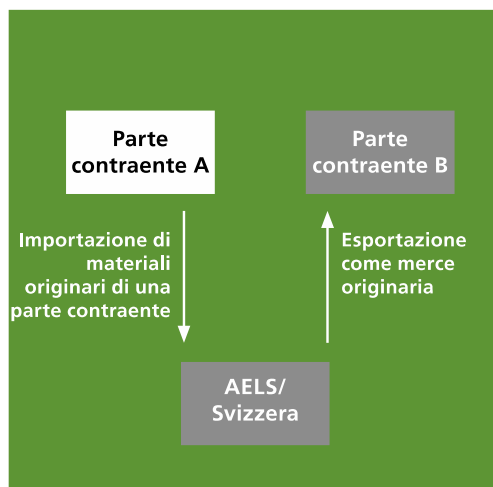 Parte
contraente A
Parte
contraente B
Importazione di
materiali
originari di una
parte contraente
Esportazione
come merce
originaria
AELS/
Svizzera